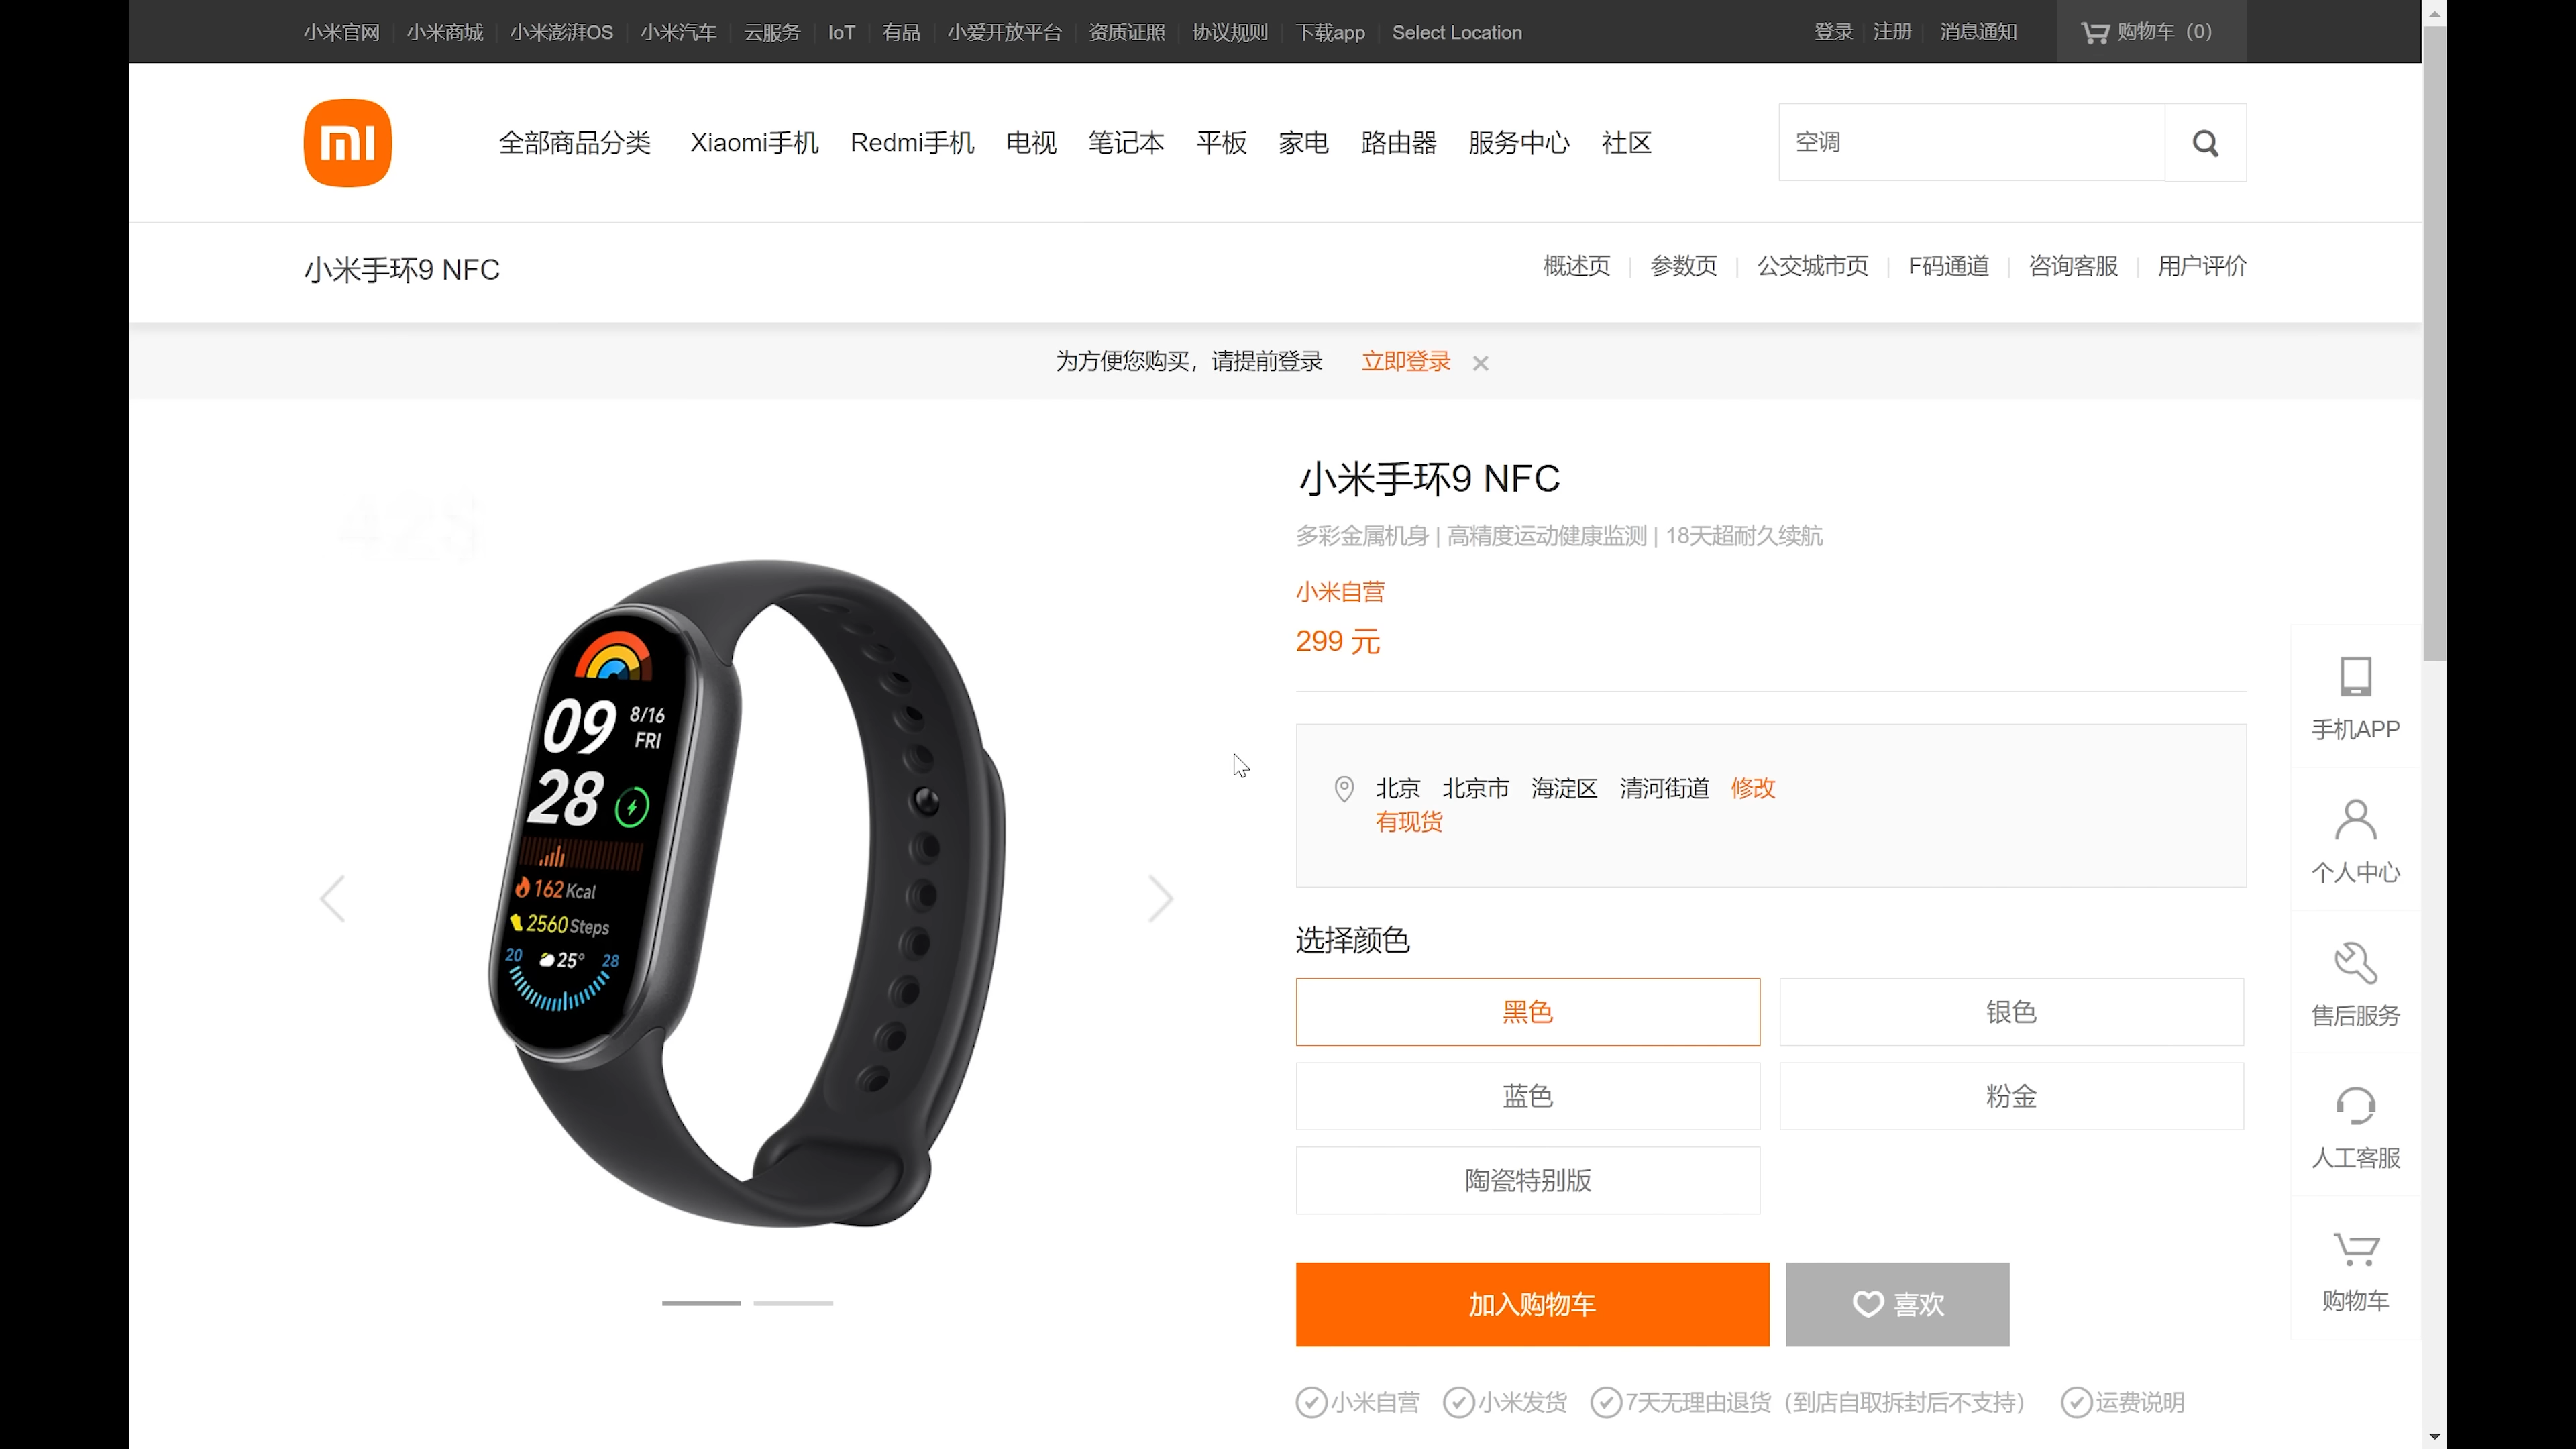 小米官网 小米商城 小米澎湃OS 小米汽车 云服务 IoT 有品 小爱开放平台 资质证照 协议规则 下载app Select Location 登录 注册 消息通知 购物车（0）
mi 全部商品分类 Xiaomi手机 Redmi手机 电视 笔记本 平板 家电 路由器 服务中心 社区 空调
小米手环9 NFC 概述页 参数页 公交城市页 F码通道 咨询客服 用户评价
为方便您购买，请提前登录 立即登录
小米手环9 NFC
多彩金属机身 | 高精度运动健康监测 | 18天超耐久续航
小米自营
299 元
北京 北京市 海淀区 清河街道 修改
有现货
选择颜色
黑色 银色
蓝色 粉金
陶瓷特别版
加入购物车 喜欢
小米自营 小米发货 7天无理由退货（到店自取拆封后不支持） 运费说明
09 8/16
FRI
28
162 Kcal
2560 Steps
20 25° 28
手机APP
个人中心
售后服务
人工客服
购物车